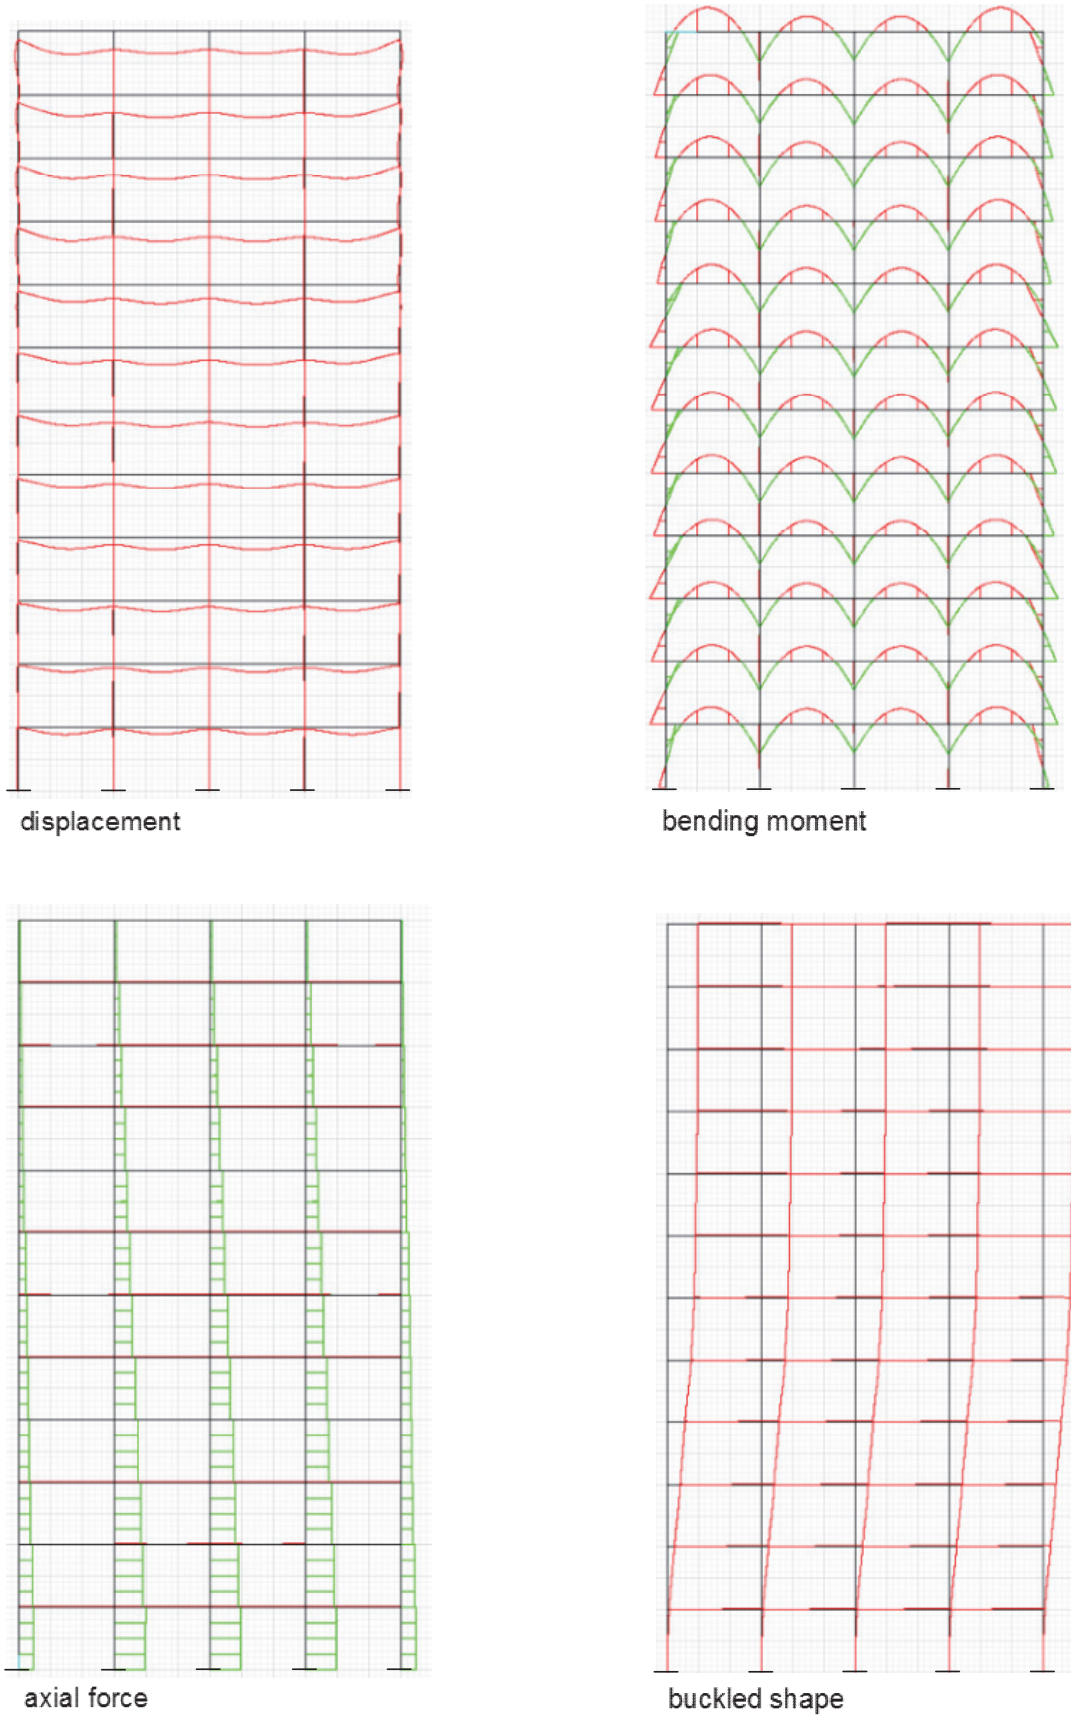 displacement
bending moment
axial force
buckled shape